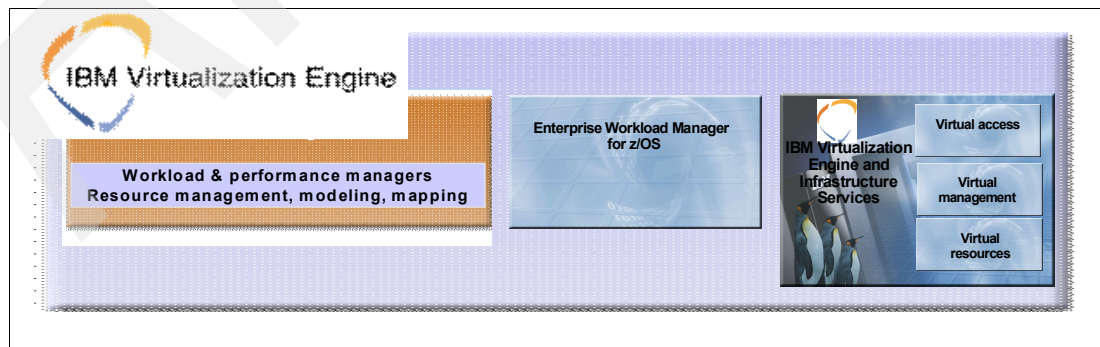 IBM Virtualization Engine
Workload & performance managers
Resource management, modeling, mapping
Enterprise Workload Manager
for z/OS
IBM Virtualization
Engine and
Infrastructure
Services
Virtual access
Virtual
management
Virtual
resources